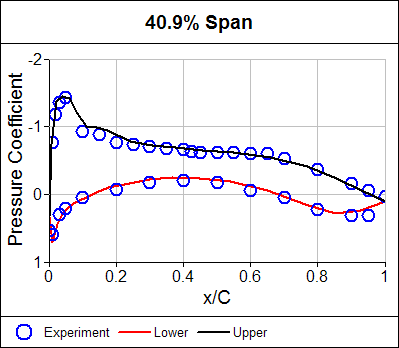 40.9% Span
-2
-1
0
1
Pressure Coefficient
0 0.2 0.4 0.6 0.8 1
x/C
Experiment Lower Upper